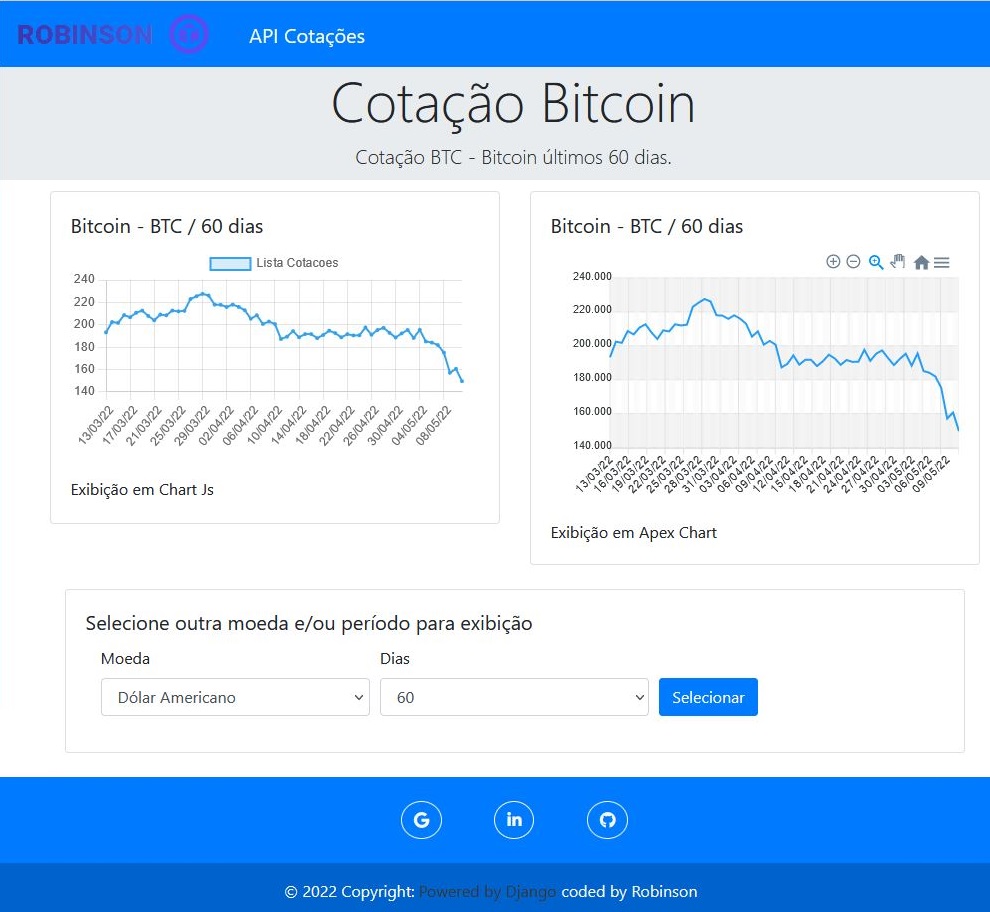 ROBINSON
API Cotações
Cotação Bitcoin
Cotação BTC - Bitcoin últimos 60 dias.
Bitcoin - BTC / 60 dias
Lista Cotacoes
240
220
200
180
160
140
13/03/22
17/03/22
21/03/22
25/03/22
29/03/22
02/04/22
06/04/22
10/04/22
14/04/22
18/04/22
22/04/22
26/04/22
30/04/22
04/05/22
08/05/22
Exibição em Chart Js
Bitcoin - BTC / 60 dias
240.000
220.000
200.000
180.000
160.000
140.000
13/03/22
16/03/22
19/03/22
22/03/22
25/03/22
28/03/22
31/03/22
03/04/22
06/04/22
09/04/22
12/04/22
15/04/22
18/04/22
21/04/22
24/04/22
27/04/22
30/04/22
03/05/22
06/05/22
09/05/22
Exibição em Apex Chart
Selecione outra moeda e/ou período para exibição
Moeda
Dias
Dólar Americano
60
Selecionar
G
in
© 2022 Copyright: Powered by Django coded by Robinson